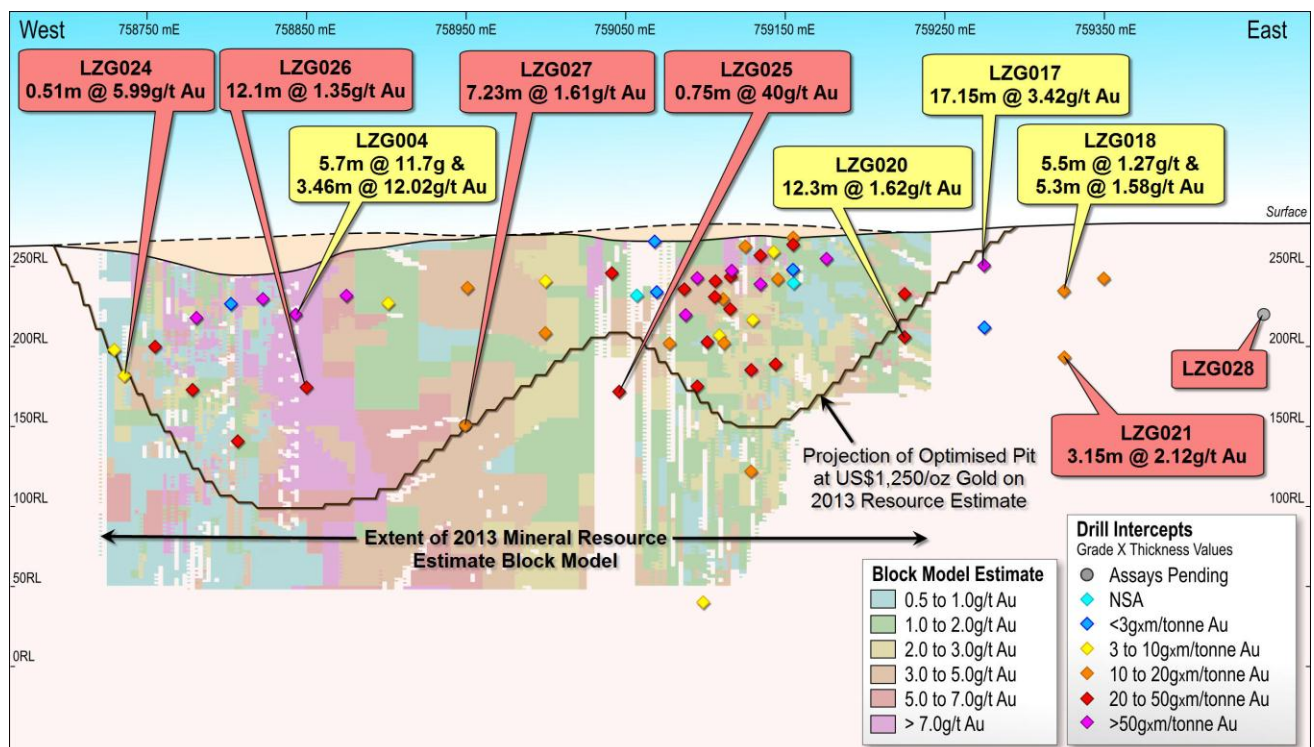 West
758750 mE
758850 mE
758950 mE
759050 mE
759150 mE
759250 mE
759350 mE
East
LZG024
0.51m @ 5.99g/t Au
LZG026
12.1m @ 1.35g/t Au
LZG027
7.23m @ 1.61g/t Au
LZG025
0.75m @ 40g/t Au
LZG017
17.15m @ 3.42g/t Au
LZG004
5.7m @ 11.7g &
3.46m @ 12.02g/t Au
LZG020
12.3m @ 1.62g/t Au
LZG018
5.5m @ 1.27g/t &
5.3m @ 1.58g/t Au
Surface
250RL
250RL
200RL
200RL
LZG028
150RL
150RL
LZG021
3.15m @ 2.12g/t Au
Projection of Optimised Pit
at US$1,250/oz Gold on
2013 Resource Estimate
100RL
100RL
Extent of 2013 Mineral Resource
Estimate Block Model
50RL
0RL
Block Model Estimate
0.5 to 1.0g/t Au
1.0 to 2.0g/t Au
2.0 to 3.0g/t Au
3.0 to 5.0g/t Au
5.0 to 7.0g/t Au
> 7.0g/t Au
Drill Intercepts
Grade X Thickness Values
Assays Pending
NSA
<3gxm/tonne Au
3 to 10gxm/tonne Au
10 to 20gxm/tonne Au
20 to 50gxm/tonne Au
>50gxm/tonne Au